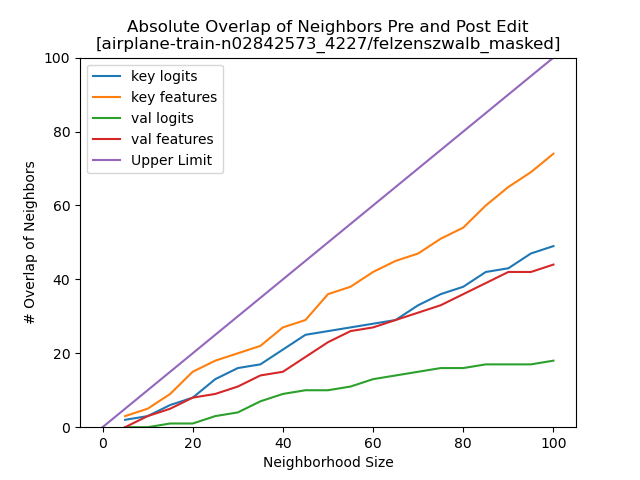 Absolute Overlap of Neighbors Pre and Post Edit
[airplane-train-n02842573_4227/felzenszwalb_masked]
key logits
key features
val logits
val features
Upper Limit
# Overlap of Neighbors
100
80
60
40
20
0
0 20 40 60 80 100
Neighborhood Size